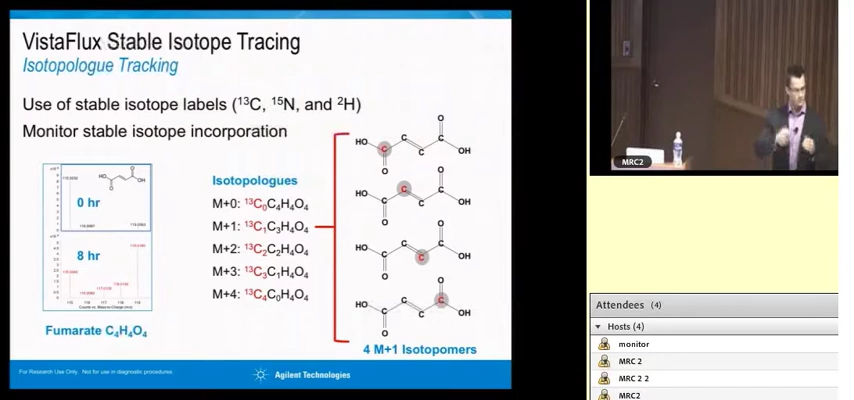 VistaFlux Stable Isotope Tracing
Isotopologue Tracking
Use of stable isotope labels (¹³C, ¹⁵N, and ²H)
Monitor stable isotope incorporation
0 hr
8 hr
Fumarate C₄H₄O₄
Isotopologues
M+0: ¹³C₀C₄H₄O₄
M+1: ¹³C₁C₃H₄O₄
M+2: ¹³C₂C₂H₄O₄
M+3: ¹³C₃C₁H₄O₄
M+4: ¹³C₄C₀H₄O₄
4 M+1 Isotopomers
For Research Use Only. Not for use in diagnostic procedures.
Agilent Technologies
MRC2
Attendees (4)
Hosts (4)
monitor
MRC 2
MRC 2 2
MRC2